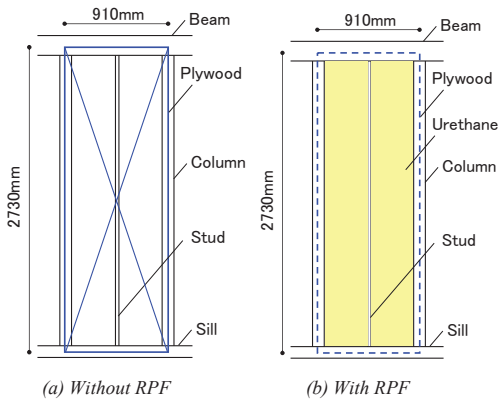 910mm
Beam
Plywood
Column
2730mm
Stud
Sill
(a) Without RPF
910mm
Beam
Plywood
Urethane
Column
2730mm
Stud
Sill
(b) With RPF